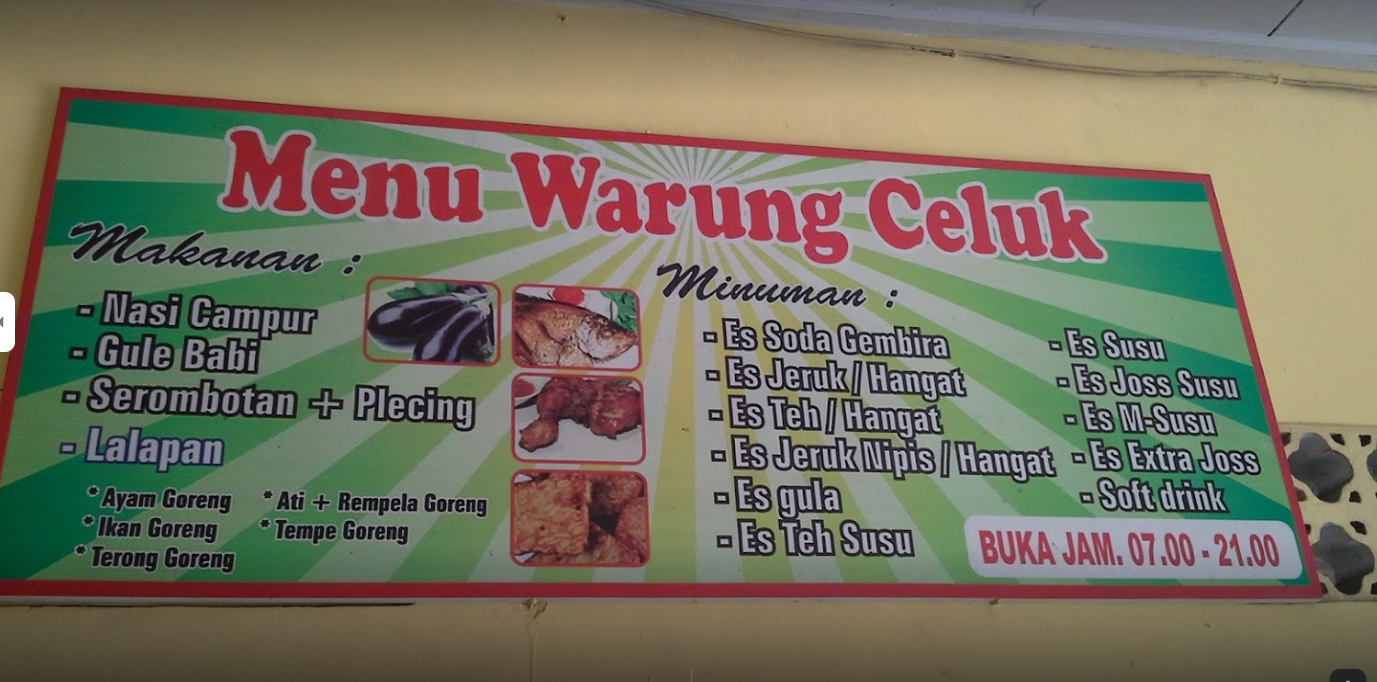 Menu Warung Celuk
Makanan :
- Nasi Campur
- Gule Babi
- Serombotan + Plecing
- Lalapan
* Ayam Goreng
* Ikan Goreng
* Terong Goreng
* Ati + Rempela Goreng
* Tempe Goreng
Minuman :
- Es Soda Gembira
- Es Jeruk / Hangat
- Es Teh / Hangat
- Es Jeruk Nipis / Hangat
- Es gula
- Es Teh Susu
- Es Susu
- Es Joss Susu
- Es M-Susu
- Es Extra Joss
- Soft drink
BUKA JAM. 07.00 - 21.00